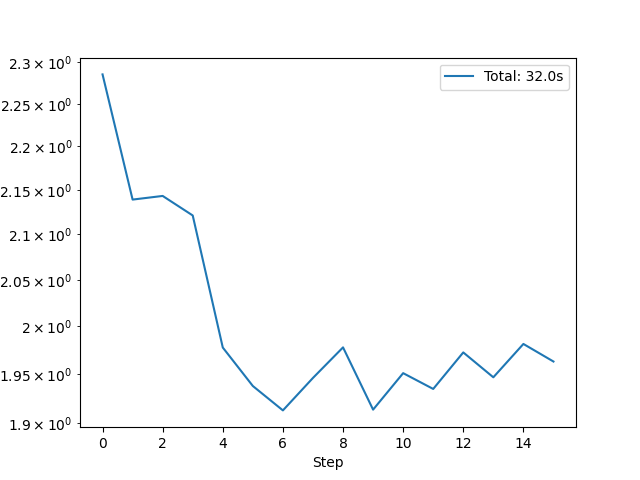 2.3 × 10⁰
2.25 × 10⁰
2.2 × 10⁰
2.15 × 10⁰
2.1 × 10⁰
2.05 × 10⁰
2 × 10⁰
1.95 × 10⁰
1.9 × 10⁰
Total: 32.0s
0 2 4 6 8 10 12 14
Step